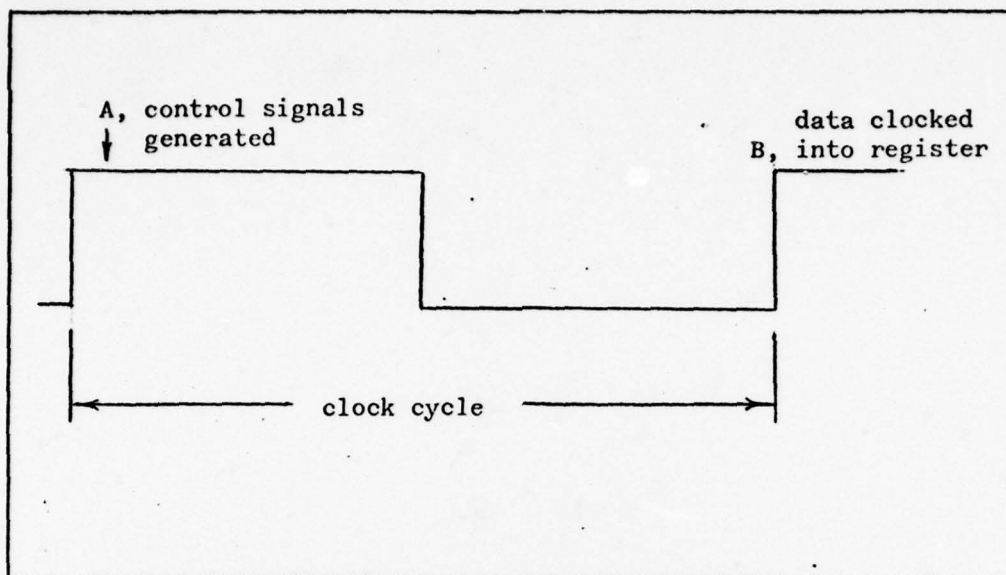 A, control signals
generated
data clocked
B, into register
clock cycle